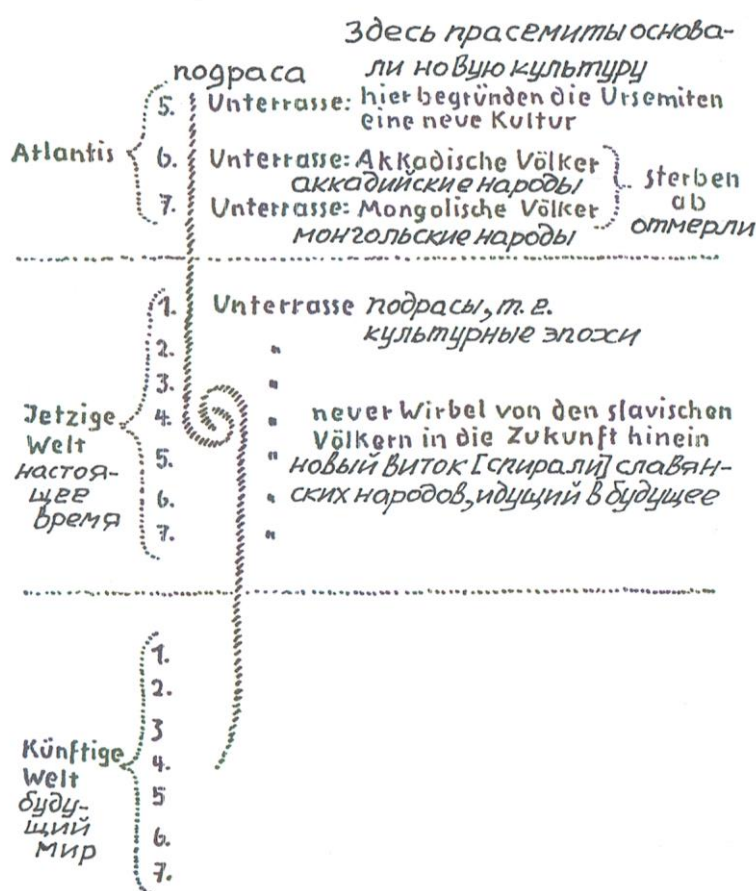 Здесь прасемиты основа-
подраса ли новую культуру
5. Unterrasse: hier begründen die Ursemiten
eine neue Kultur
Atlantis 6. Unterrasse: Akkadische Völker
аккадийские народы
sterben
ab
отмерли
7. Unterrasse: Mongolische Völker
монгольские народы
1. Unterrasse подрасы, т. е.
культурные эпохи
2. "
3. "
Jetzige
Welt
настоя-
щее
время
4. " neuer Wirbel von den slavischen
Völkern in die Zukunft hinein
5. " новый виток [спирали] славян-
6. " ских народов, идущий в будущее
7. "
1.
2.
3
Künftige
Welt
буду-
щий
мир
4.
5
6.
7.